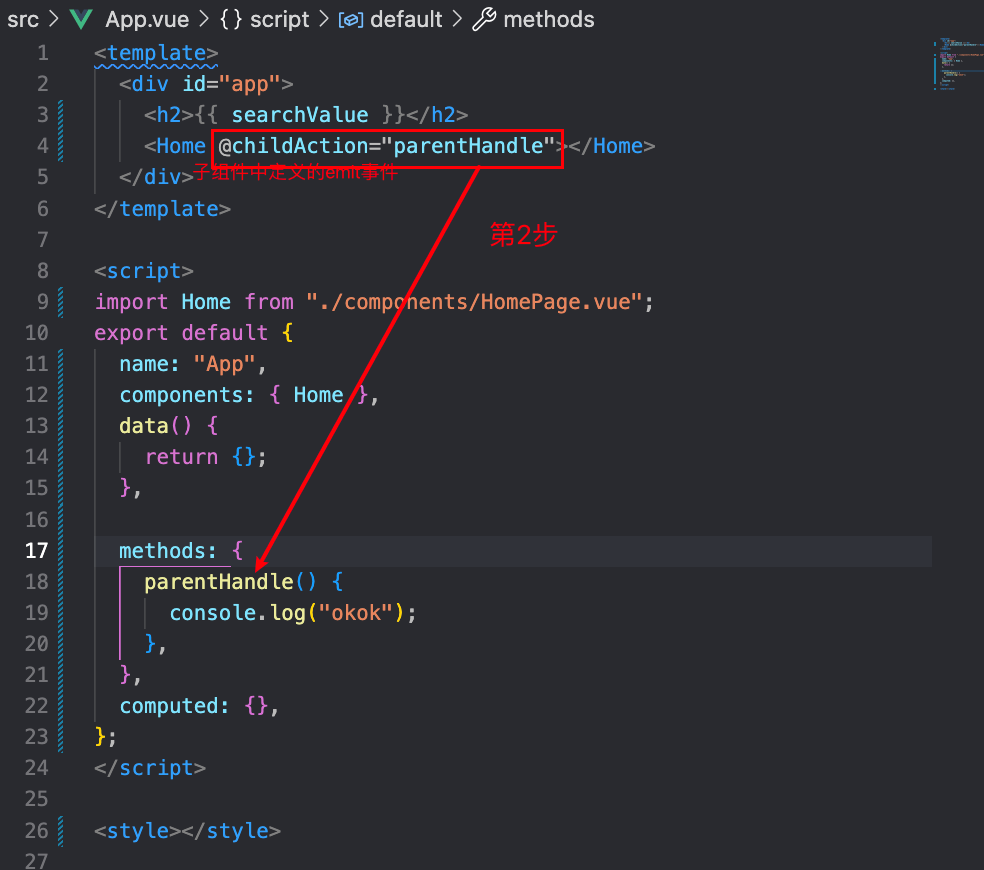 src > App.vue > {} script > default > methods
1 <template>
2 <div id="app">
3 <h2>{{ searchValue }}</h2>
4 <Home @childAction="parentHandle"></Home>
子组件中定义的emit事件
5 </div>
6 </template>
第2步
7
8 <script>
9 import Home from "./components/HomePage.vue";
10 export default {
11 name: "App",
12 components: { Home },
13 data() {
14 return {};
15 },
16
17 methods: {
18 parentHandle() {
19 console.log("okok");
20 },
21 },
22 computed: {},
23 };
24 </script>
25
26 <style></style>
27